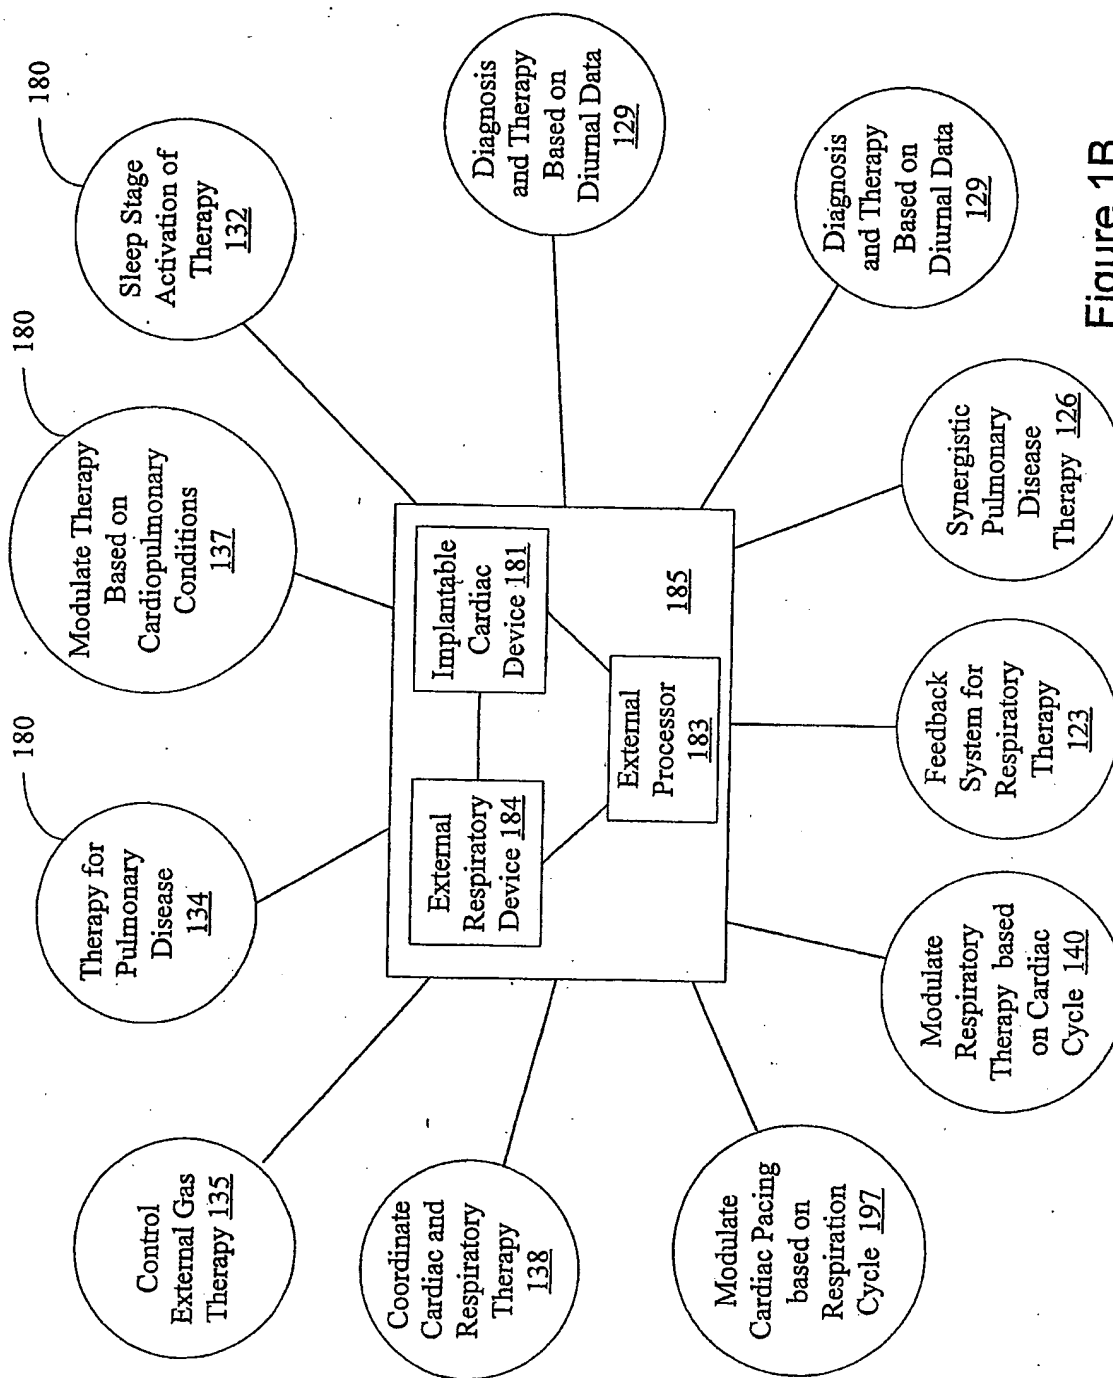 180
Sleep Stage
Activation of
Therapy
132
180
Modulate Therapy
Based on
Cardiopulmonary
Conditions
137
180
Therapy for
Pulmonary
Disease
134
Control
External Gas
Therapy 135
Coordinate
Cardiac and
Respiratory
Therapy
138
Modulate
Cardiac Pacing
based on
Respiration
Cycle 197
Modulate
Respiratory
Therapy based
on Cardiac
Cycle 140
Feedback
System for
Respiratory
Therapy
123
Synergistic
Pulmonary
Disease
Therapy 126
Diagnosis
and Therapy
Based on
Diurnal Data
129
Diagnosis
and Therapy
Based on
Diurnal Data
129
External
Respiratory
Device 184
Implantable
Cardiac
Device 181
External
Processor
183
185
Figure 1B